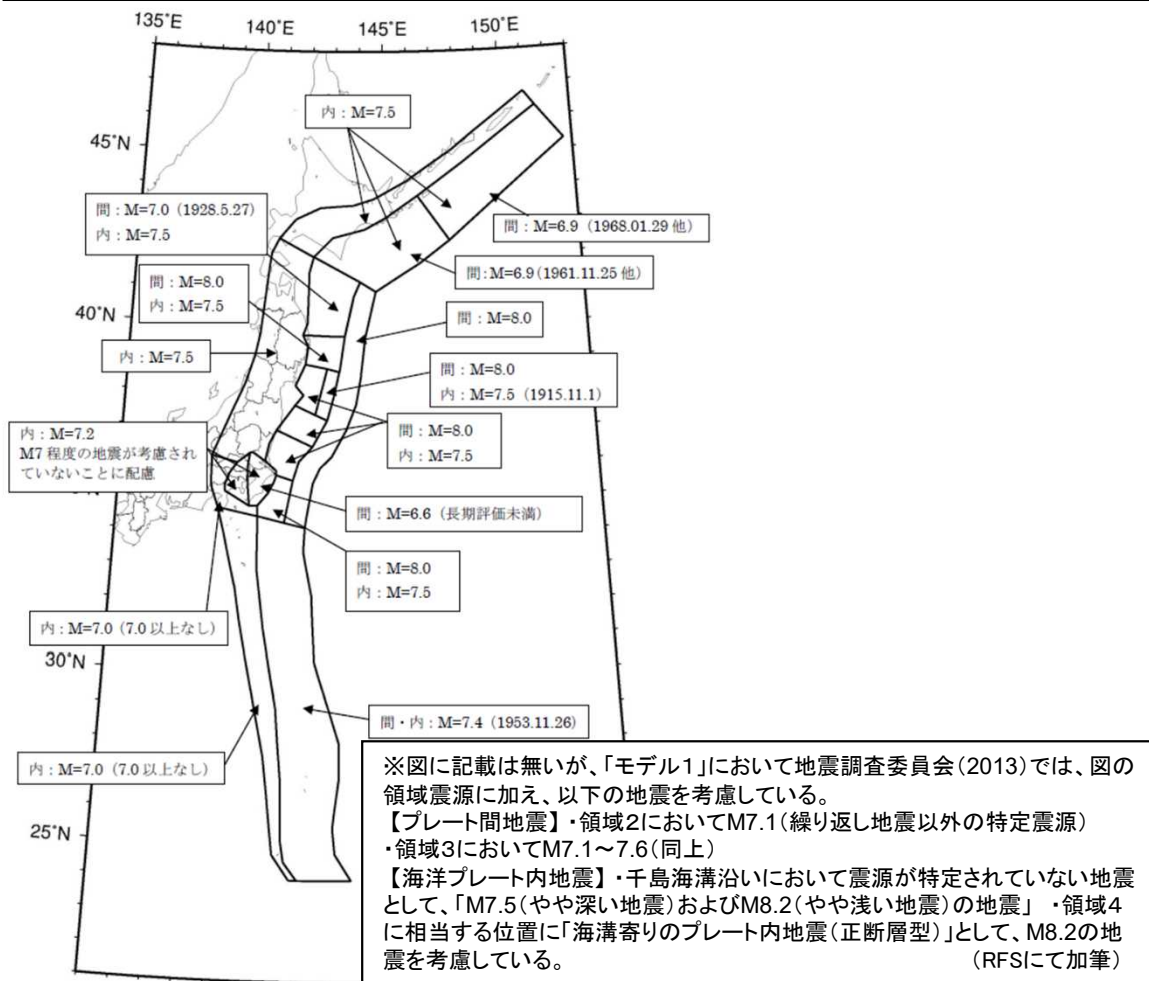 135°E
140°E
145°E
150°E
内：M=7.5
45°N
間：M=7.0（1928.5.27）
内：M=7.5
間：M=6.9（1968.01.29 他）
間：M=6.9（1961.11.25 他）
間：M=8.0
内：M=7.5
40°N
間：M=8.0
内：M=7.5
間：M=8.0
内：M=7.5（1915.11.1）
間：M=8.0
内：M=7.5
内：M=7.2
M7 程度の地震が考慮され
ていないことに配慮
間：M=6.6（長期評価未満）
間：M=8.0
内：M=7.5
内：M=7.0（7.0 以上なし）
30°N
間・内：M=7.4（1953.11.26）
内：M=7.0（7.0 以上なし）
25°N
※図に記載は無いが、「モデル１」において地震調査委員会(2013)では、図の
領域震源に加え、以下の地震を考慮している。
【プレート間地震】・領域２においてM7.1(繰り返し地震以外の特定震源)
・領域３においてM7.1～7.6(同上)
【海洋プレート内地震】・千島海溝沿いにおいて震源が特定されていない地震
として、「M7.5(やや深い地震)およびM8.2(やや浅い地震)の地震」 ・領域４
に相当する位置に「海溝寄りのプレート内地震(正断層型)」として、M8.2の地
震を考慮している。 (RFSにて加筆)